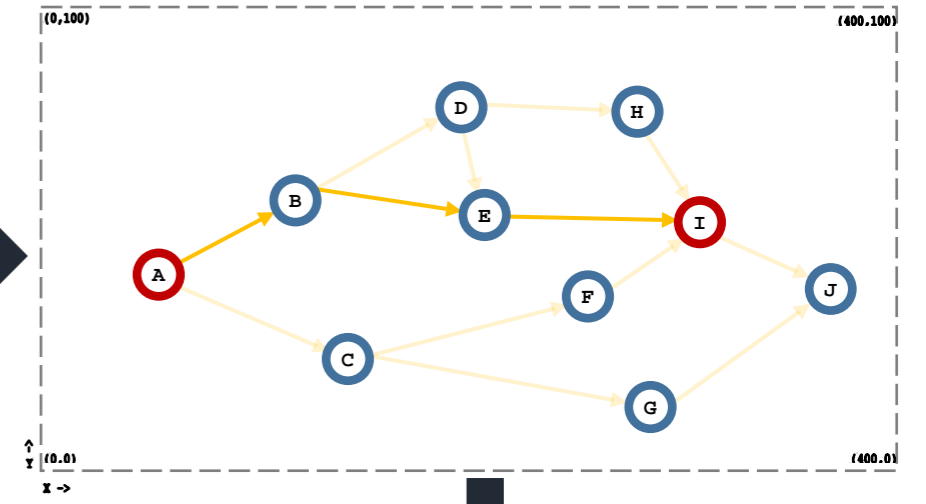 (0,100)
(400,100)
D
H
B
E
I
A
F
J
C
G
Y ->
(0,0)
(400,0)
X ->